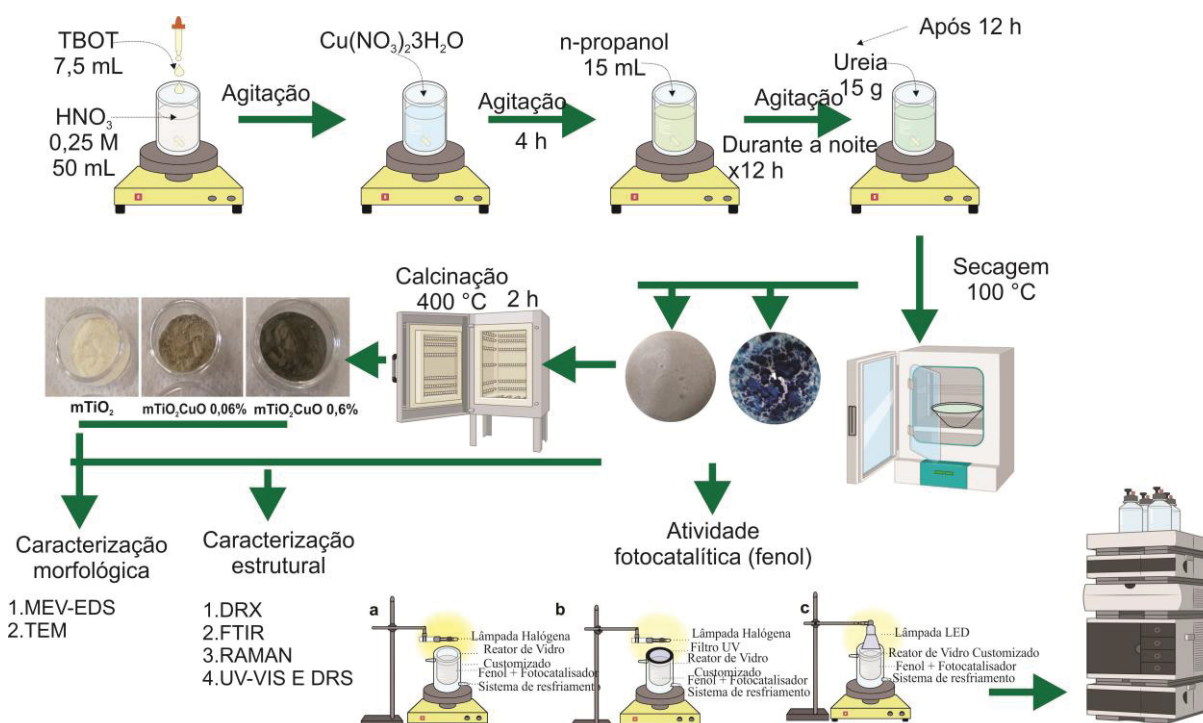 TBOT
7,5 mL
HNO₃
0,25 M
50 mL
Agitação
Cu(NO₃)₂3H₂O
Agitação
4 h
n-propanol
15 mL
Agitação
Durante a noite
x12 h
Após 12 h
Ureia
15 g
Secagem
100 °C
Calcinação
400 °C 2 h
mTiO₂
mTiO₂CuO 0,06%
mTiO₂CuO 0,6%
Caracterização
morfológica
1.MEV-EDS
2.TEM
Caracterização
estrutural
1.DRX
2.FTIR
3.RAMAN
4.UV-VIS E DRS
Atividade
fotocatalítica (fenol)
a
Lâmpada Halógena
Reator de Vidro
Customizado
Fenol + Fotocatalisador
Sistema de resfriamento
b
Lâmpada Halógena
Filtro UV
Reator de Vidro
Customizado
Fenol + Fotocatalisador
Sistema de resfriamento
c
Lâmpada LED
Reator de Vidro Customizado
Fenol + Fotocatalisador
Sistema de resfriamento